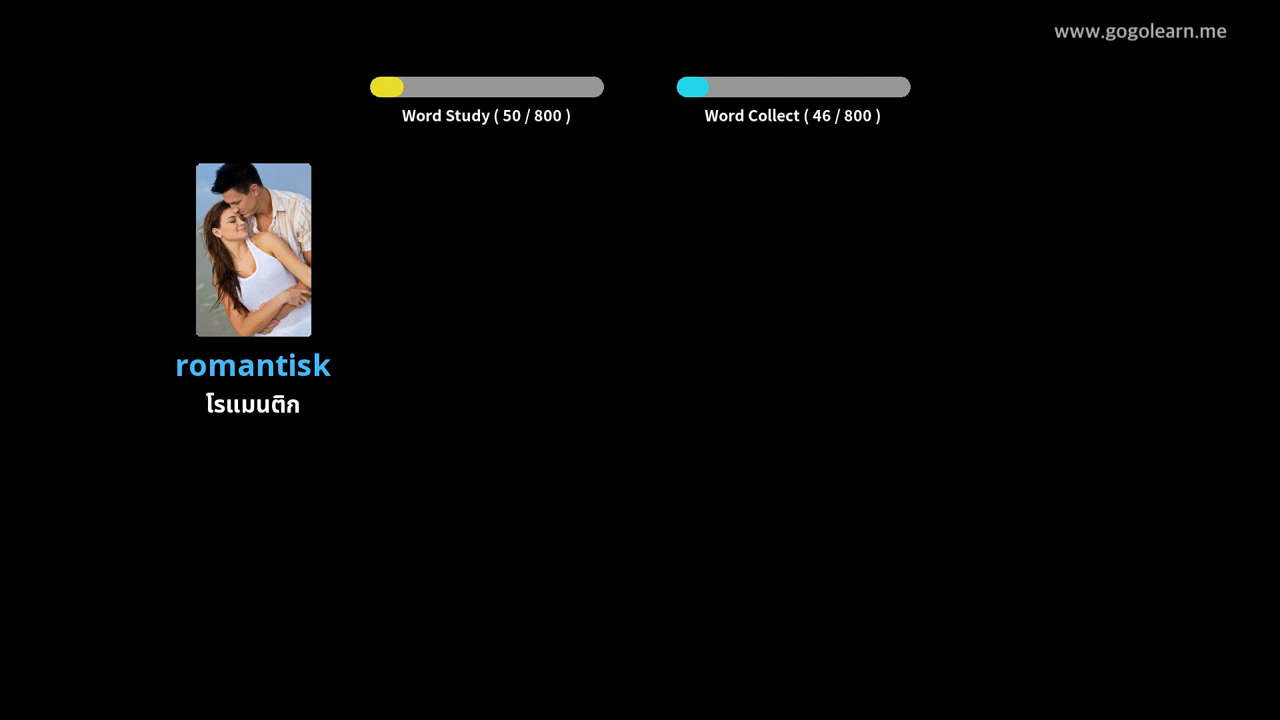 www.gogolearn.me
Word Study ( 50 / 800 )
Word Collect ( 46 / 800 )
romantisk
โรแมนติก